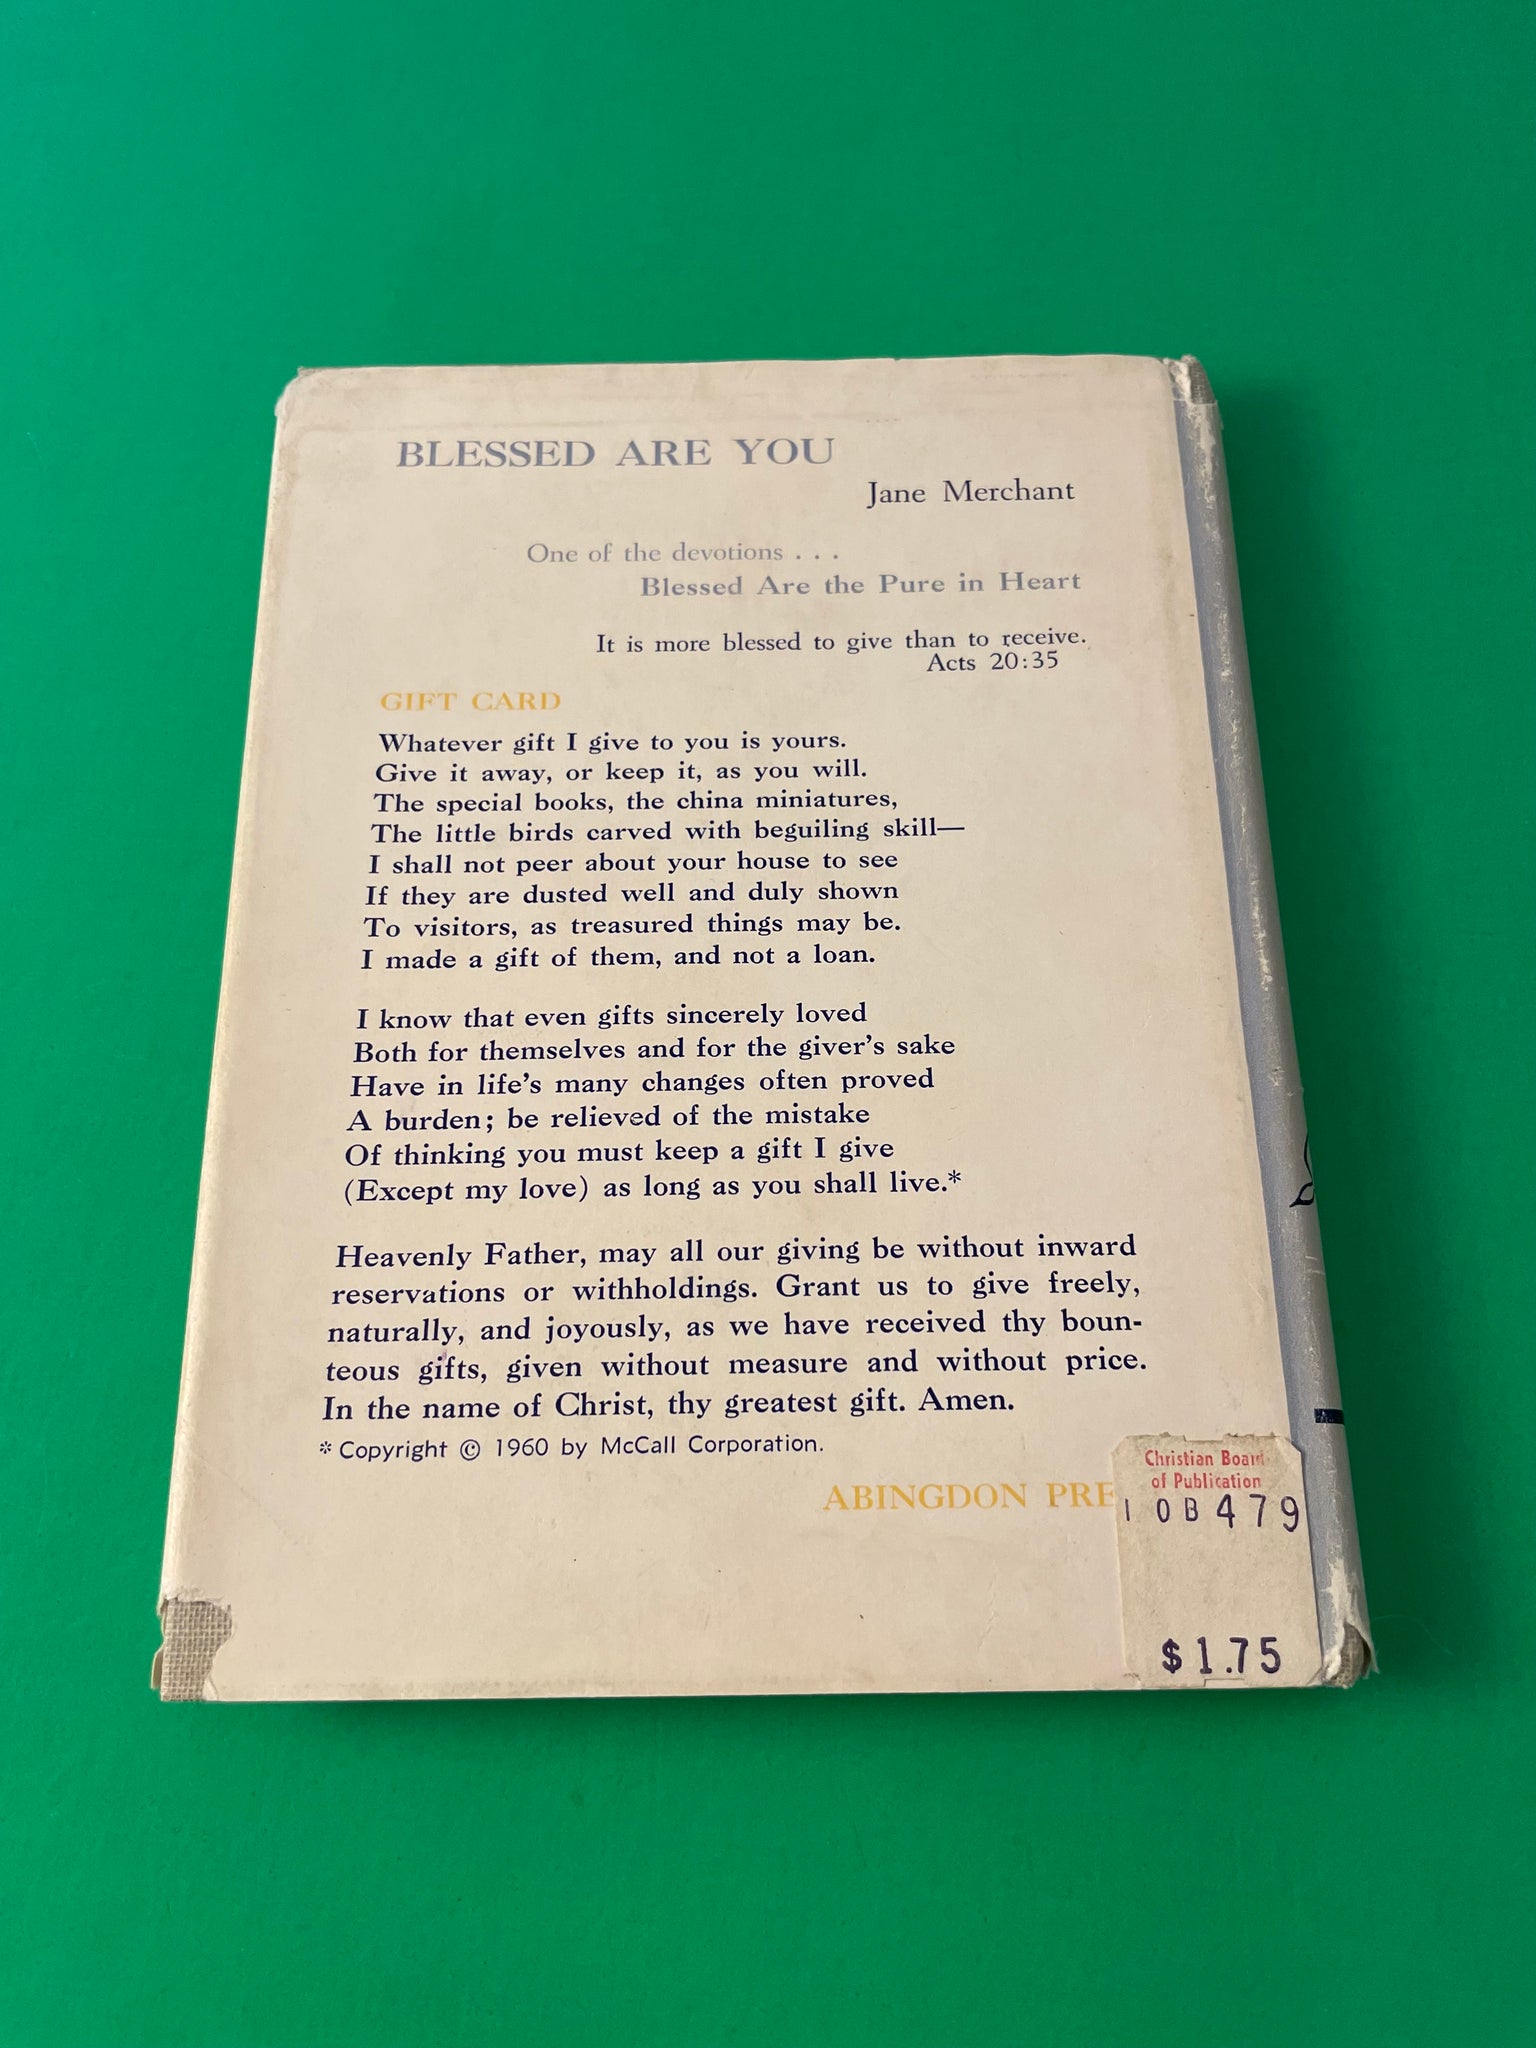 BLESSED ARE YOU
Jane Merchant
One of the devotions . . .
Blessed Are the Pure in Heart
It is more blessed to give than to receive.
Acts 20:35
GIFT CARD
Whatever gift I give to you is yours.
Give it away, or keep it, as you will.
The special books, the china miniatures,
The little birds carved with beguiling skill—
I shall not peer about your house to see
If they are dusted well and duly shown
To visitors, as treasured things may be.
I made a gift of them, and not a loan.
I know that even gifts sincerely loved
Both for themselves and for the giver's sake
Have in life's many changes often proved
A burden; be relieved of the mistake
Of thinking you must keep a gift I give
(Except my love) as long as you shall live.*
Heavenly Father, may all our giving be without inward
reservations or withholdings. Grant us to give freely,
naturally, and joyously, as we have received thy boun-
teous gifts, given without measure and without price.
In the name of Christ, thy greatest gift. Amen.
* Copyright © 1960 by McCall Corporation.
ABINGDON PRE
Christian Board
of Publication
1 0B479
$1.75